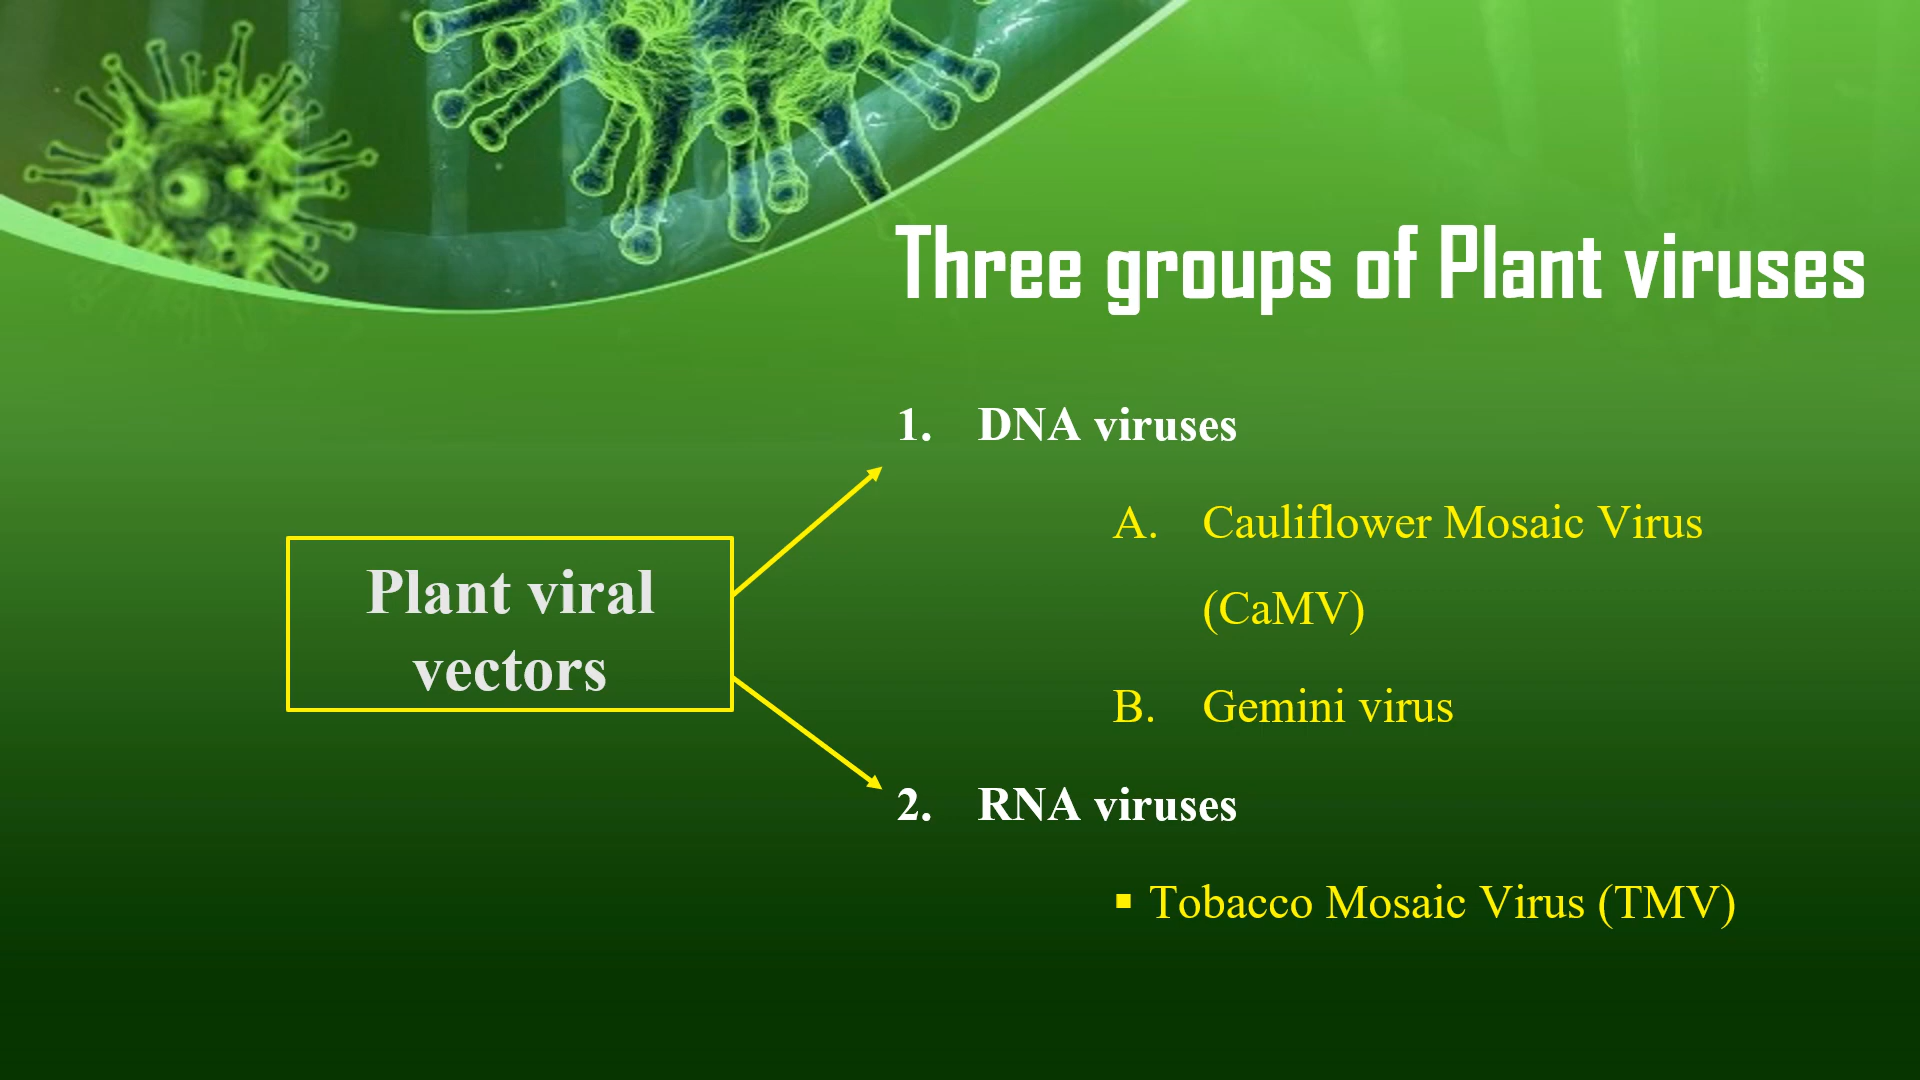 Three groups of Plant viruses
Plant viral
vectors
1. DNA viruses
A. Cauliflower Mosaic Virus
(CaMV)
B. Gemini virus
2. RNA viruses
▪ Tobacco Mosaic Virus (TMV)